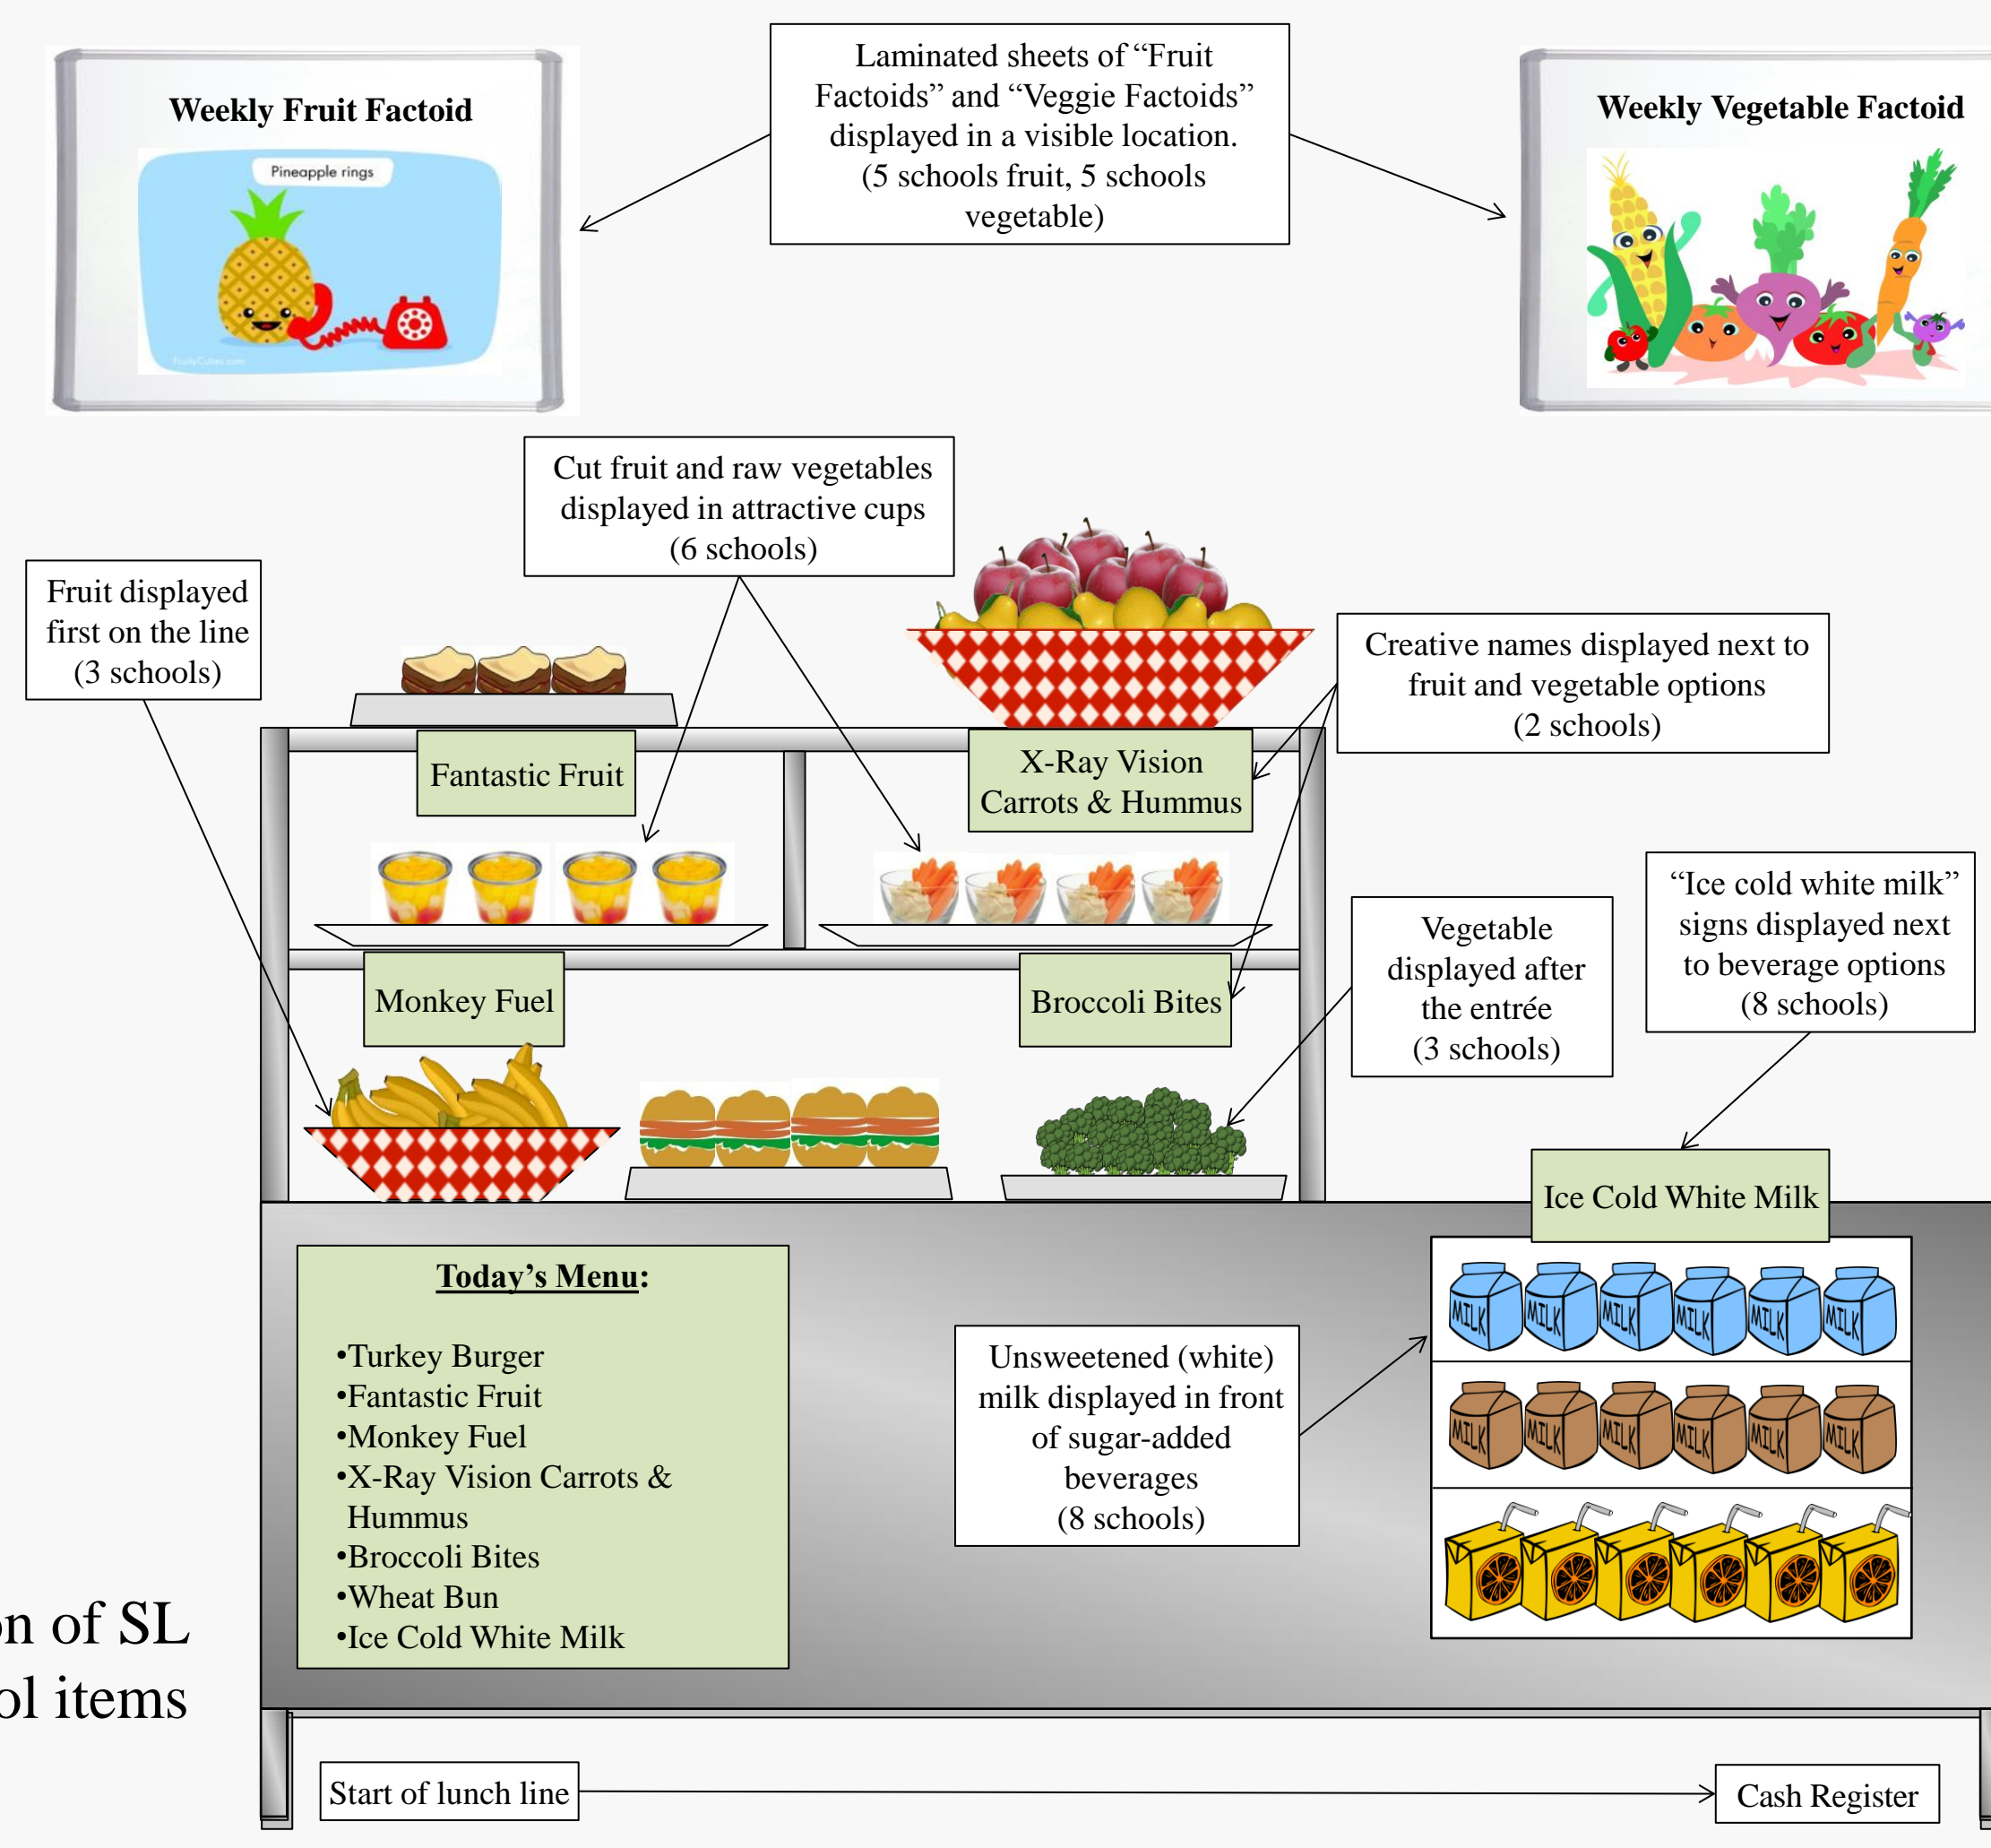 Laminated sheets of “Fruit
Factoids” and “Veggie Factoids”
displayed in a visible location.
(5 schools fruit, 5 schools
vegetable)
Weekly Fruit Factoid
Pineapple rings
FruityCuties.com
Weekly Vegetable Factoid
Cut fruit and raw vegetables
displayed in attractive cups
(6 schools)
Fruit displayed
first on the line
(3 schools)
Creative names displayed next to
fruit and vegetable options
(2 schools)
Fantastic Fruit
X-Ray Vision
Carrots & Hummus
“Ice cold white milk”
signs displayed next
to beverage options
(8 schools)
Vegetable
displayed after
the entrée
(3 schools)
Monkey Fuel
Broccoli Bites
Ice Cold White Milk
MILK MILK MILK MILK MILK MILK
MILK MILK MILK MILK MILK MILK
Today’s Menu:
•Turkey Burger
•Fantastic Fruit
•Monkey Fuel
•X-Ray Vision Carrots &
Hummus
•Broccoli Bites
•Wheat Bun
•Ice Cold White Milk
Unsweetened (white)
milk displayed in front
of sugar-added
beverages
(8 schools)
on of SL
ol items
Start of lunch line
Cash Register